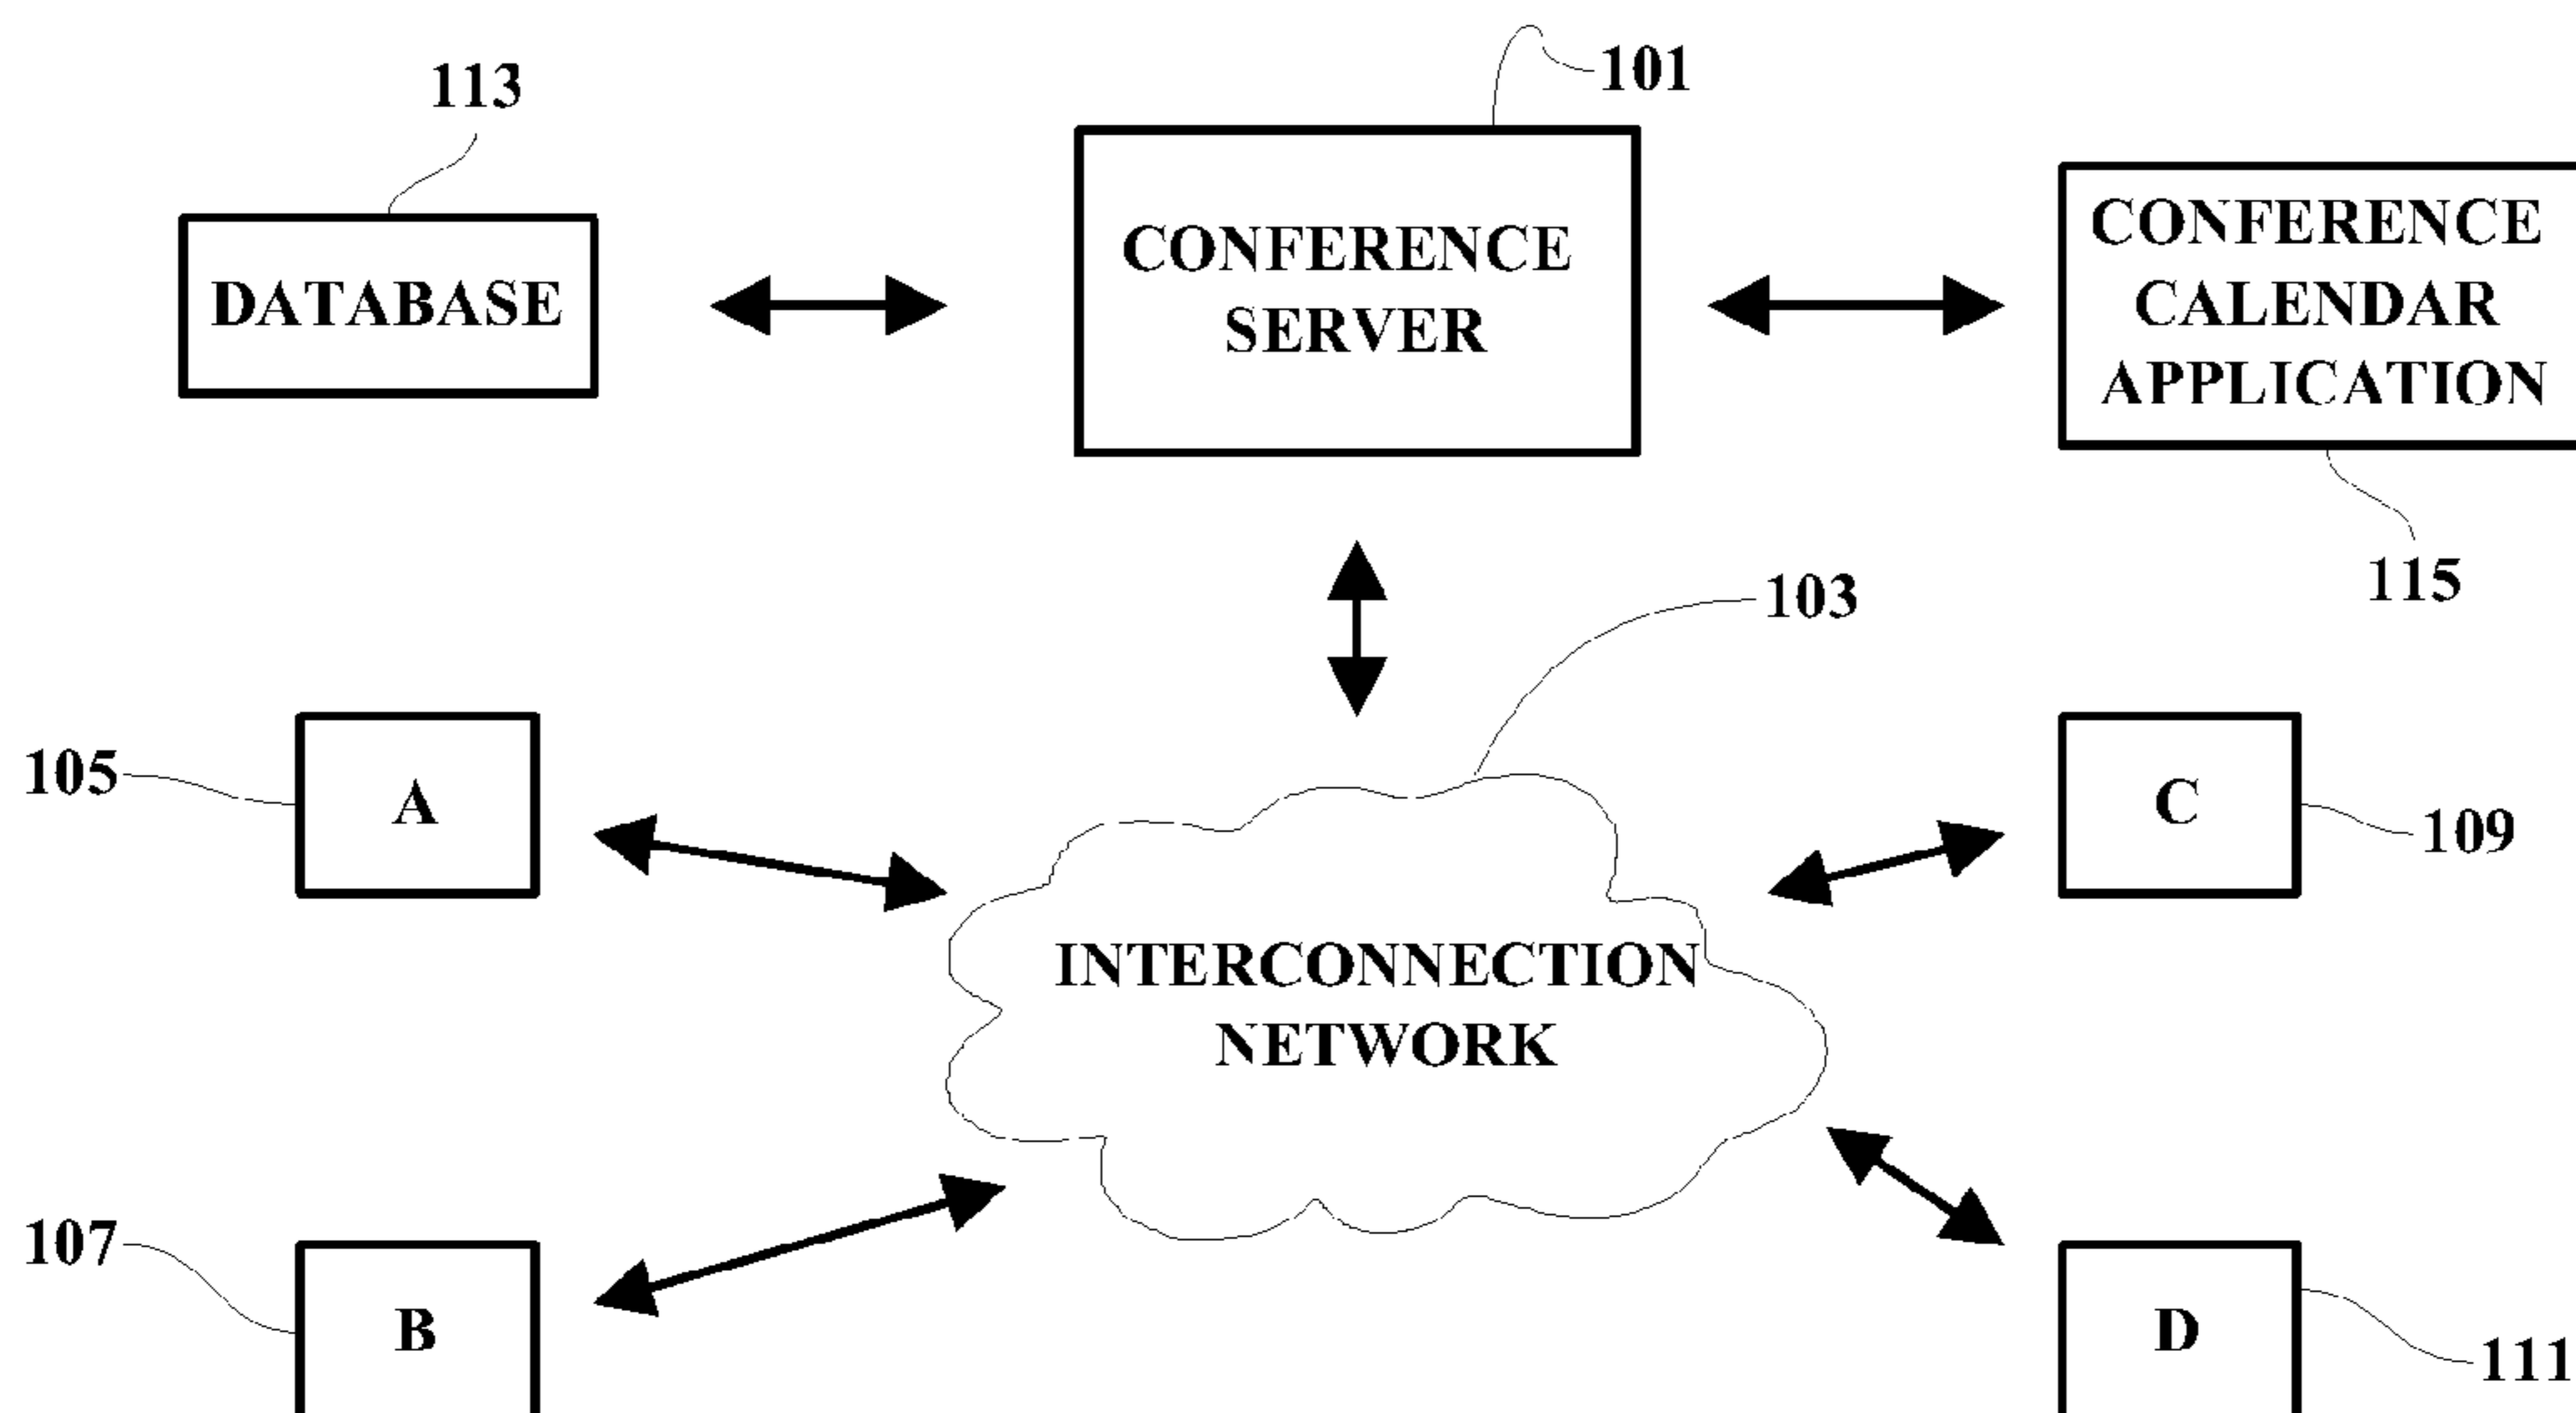 101
113
CONFERENCE
SERVER
DATABASE
CONFERENCE
CALENDAR
APPLICATION
115
103
105
A
C
109
INTERCONNECTION
NETWORK
107
B
D
111